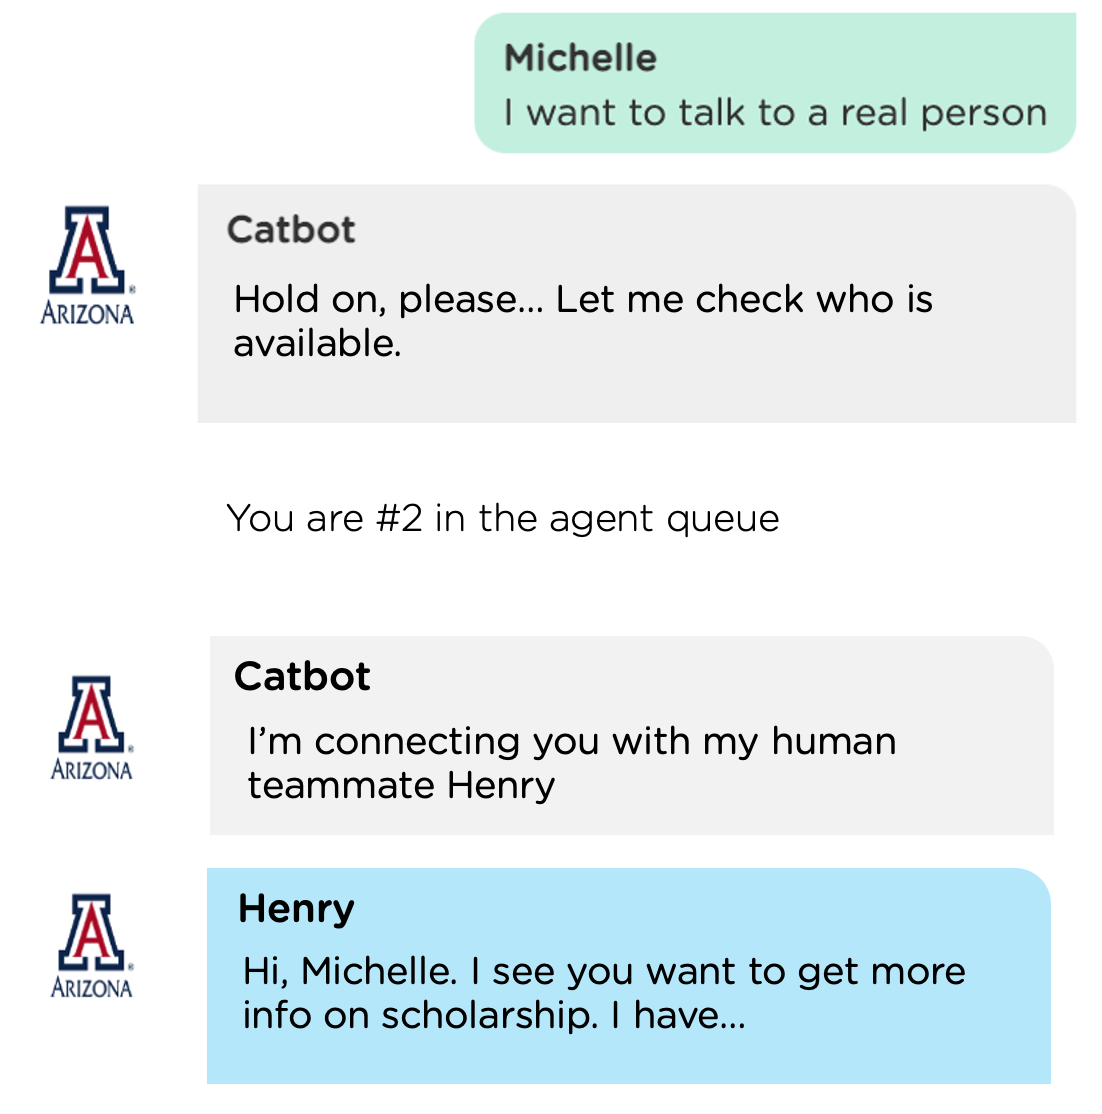 Michelle
I want to talk to a real person
A
ARIZONA
Catbot
Hold on, please... Let me check who is
available.
You are #2 in the agent queue
A
ARIZONA
Catbot
I'm connecting you with my human
teammate Henry
A
ARIZONA
Henry
Hi, Michelle. I see you want to get more
info on scholarship. I have...